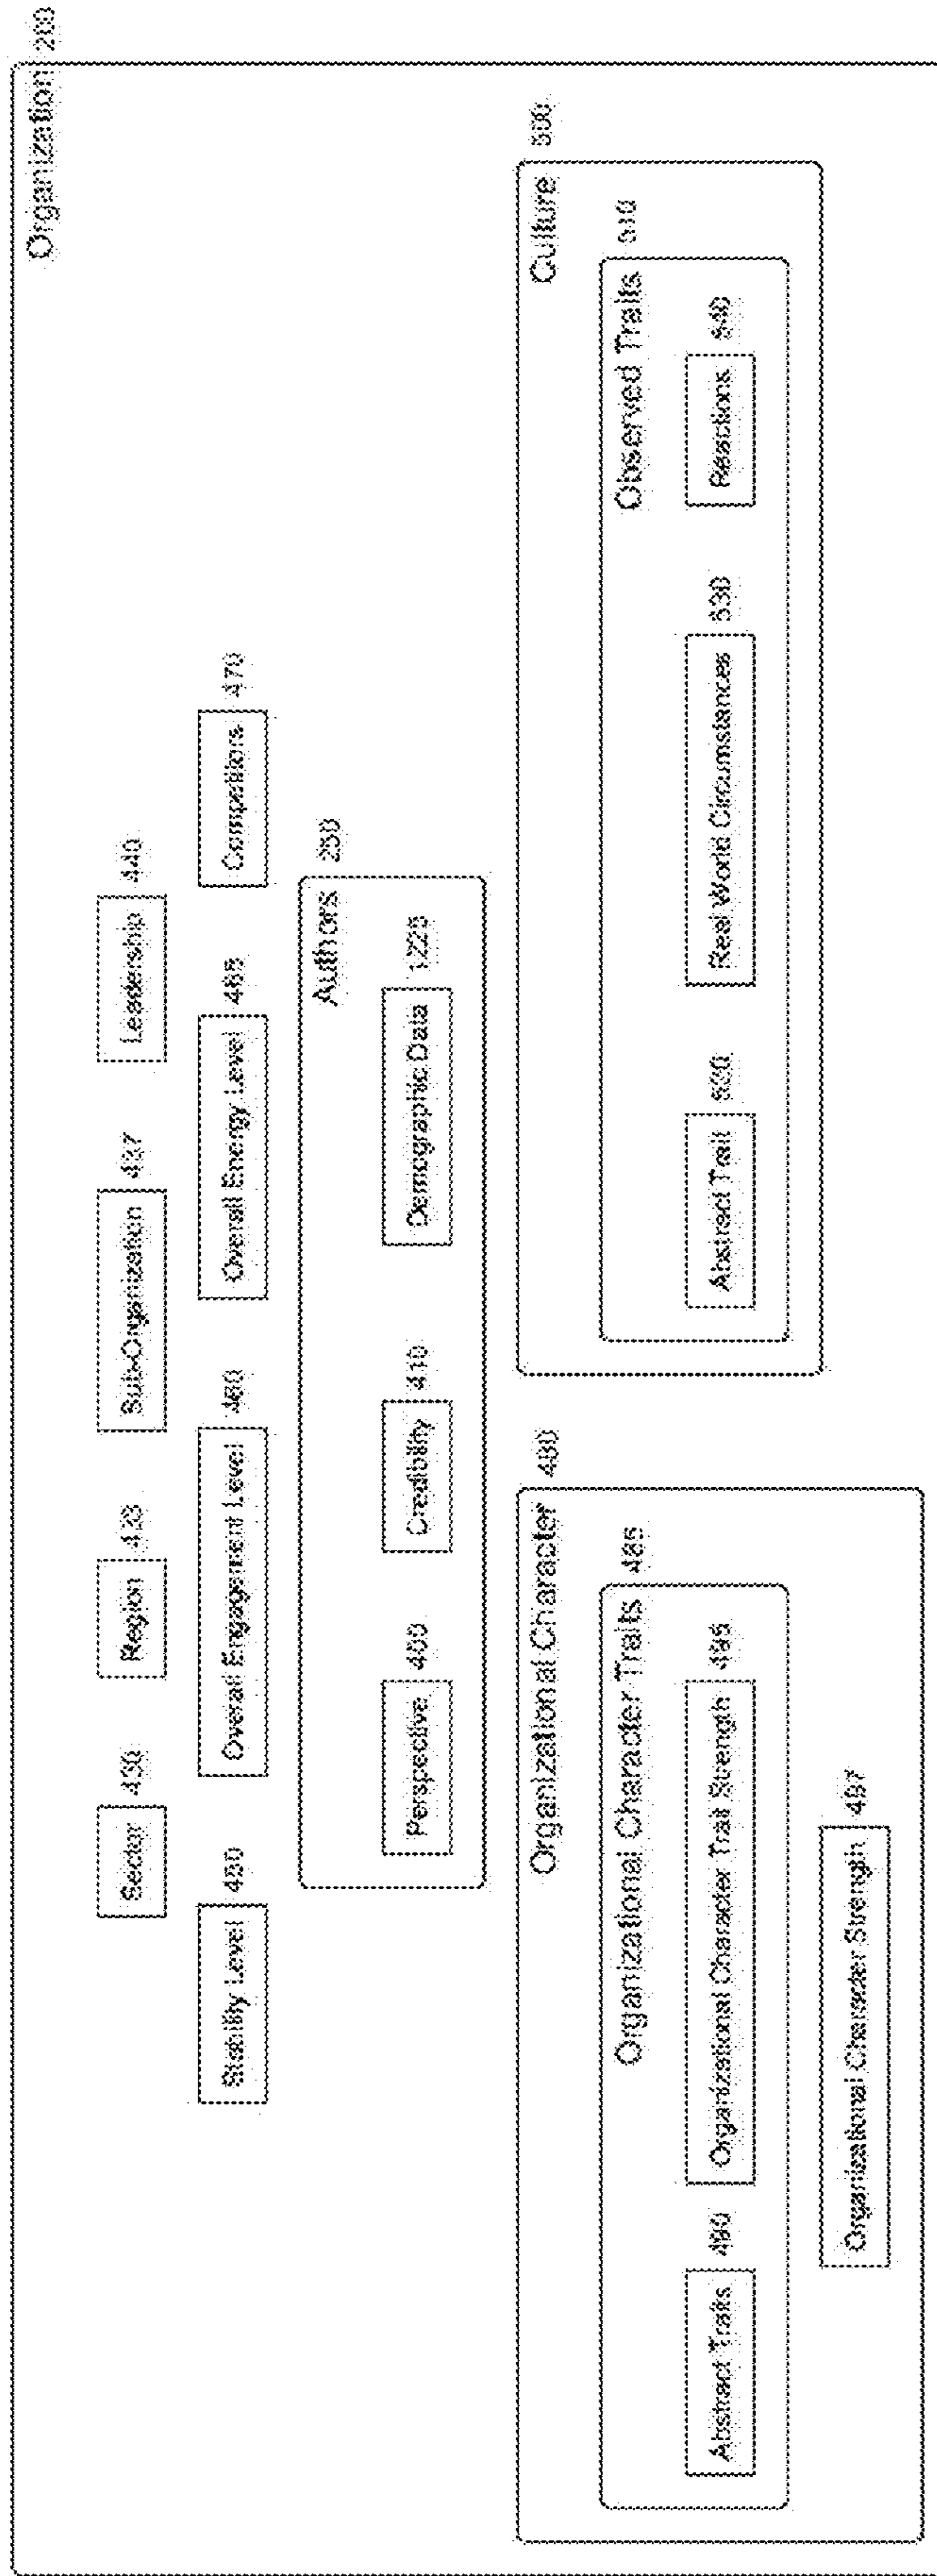 Organization 200
Sector 430
Region 433
Sub-Organization 437
Leadership 440
Stability Level 450
Overall Engagement Level 460
Overall Energy Level 465
Competitors 470
Authors 250
Perspective 400
Credibility 410
Demographic Data 1225
Organizational Character 480
Organizational Character Traits 485
Abstract Traits 490
Organizational Character Trait Strength 495
Organizational Character Strength 497
Culture 500
Observed Traits 510
Abstract Trait 520
Real World Circumstances 530
Reactions 540